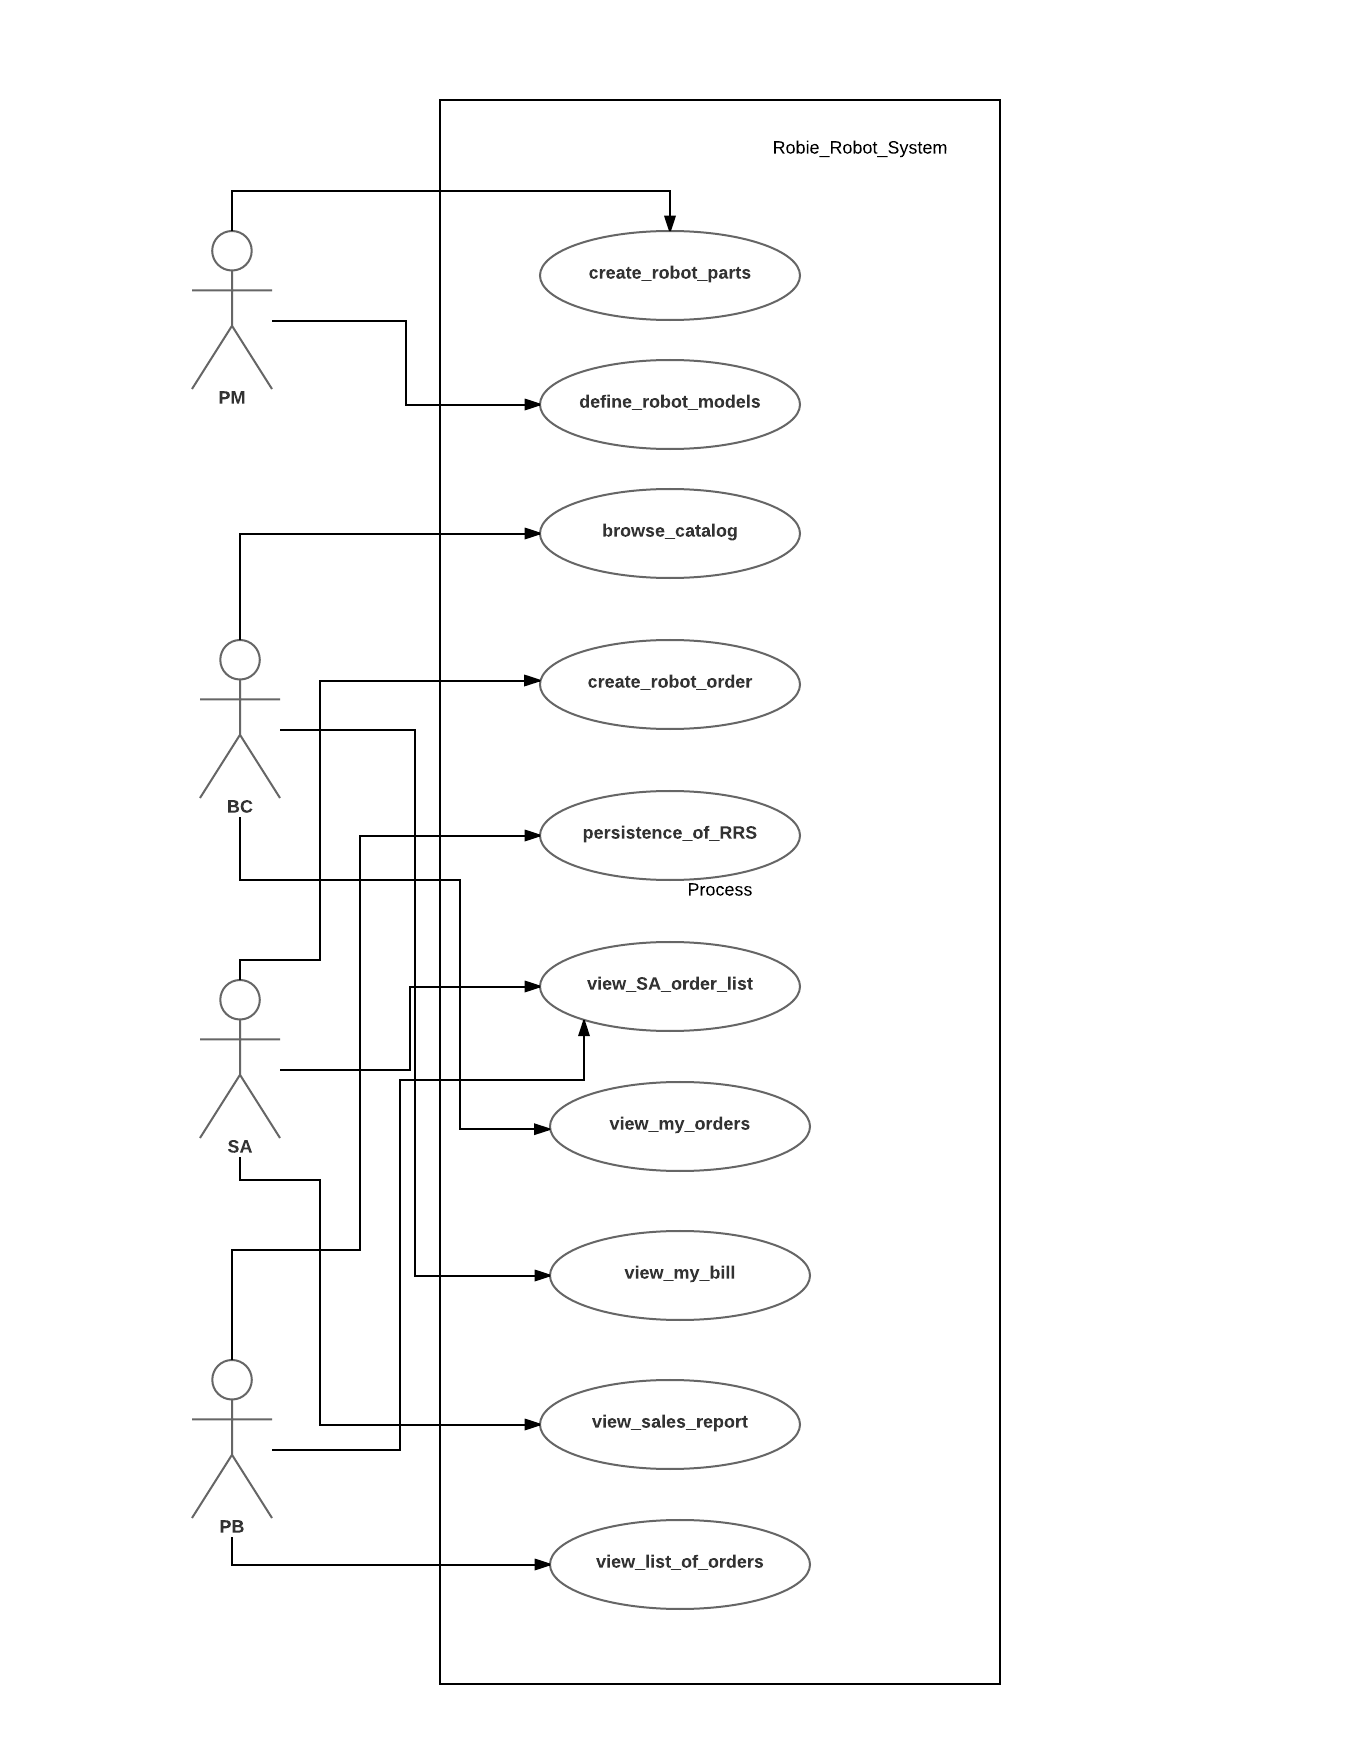 Robie_Robot_System
create_robot_parts
PM
define_robot_models
browse_catalog
create_robot_order
BC
persistence_of_RRS
Process
view_SA_order_list
view_my_orders
SA
view_my_bill
view_sales_report
PB
view_list_of_orders